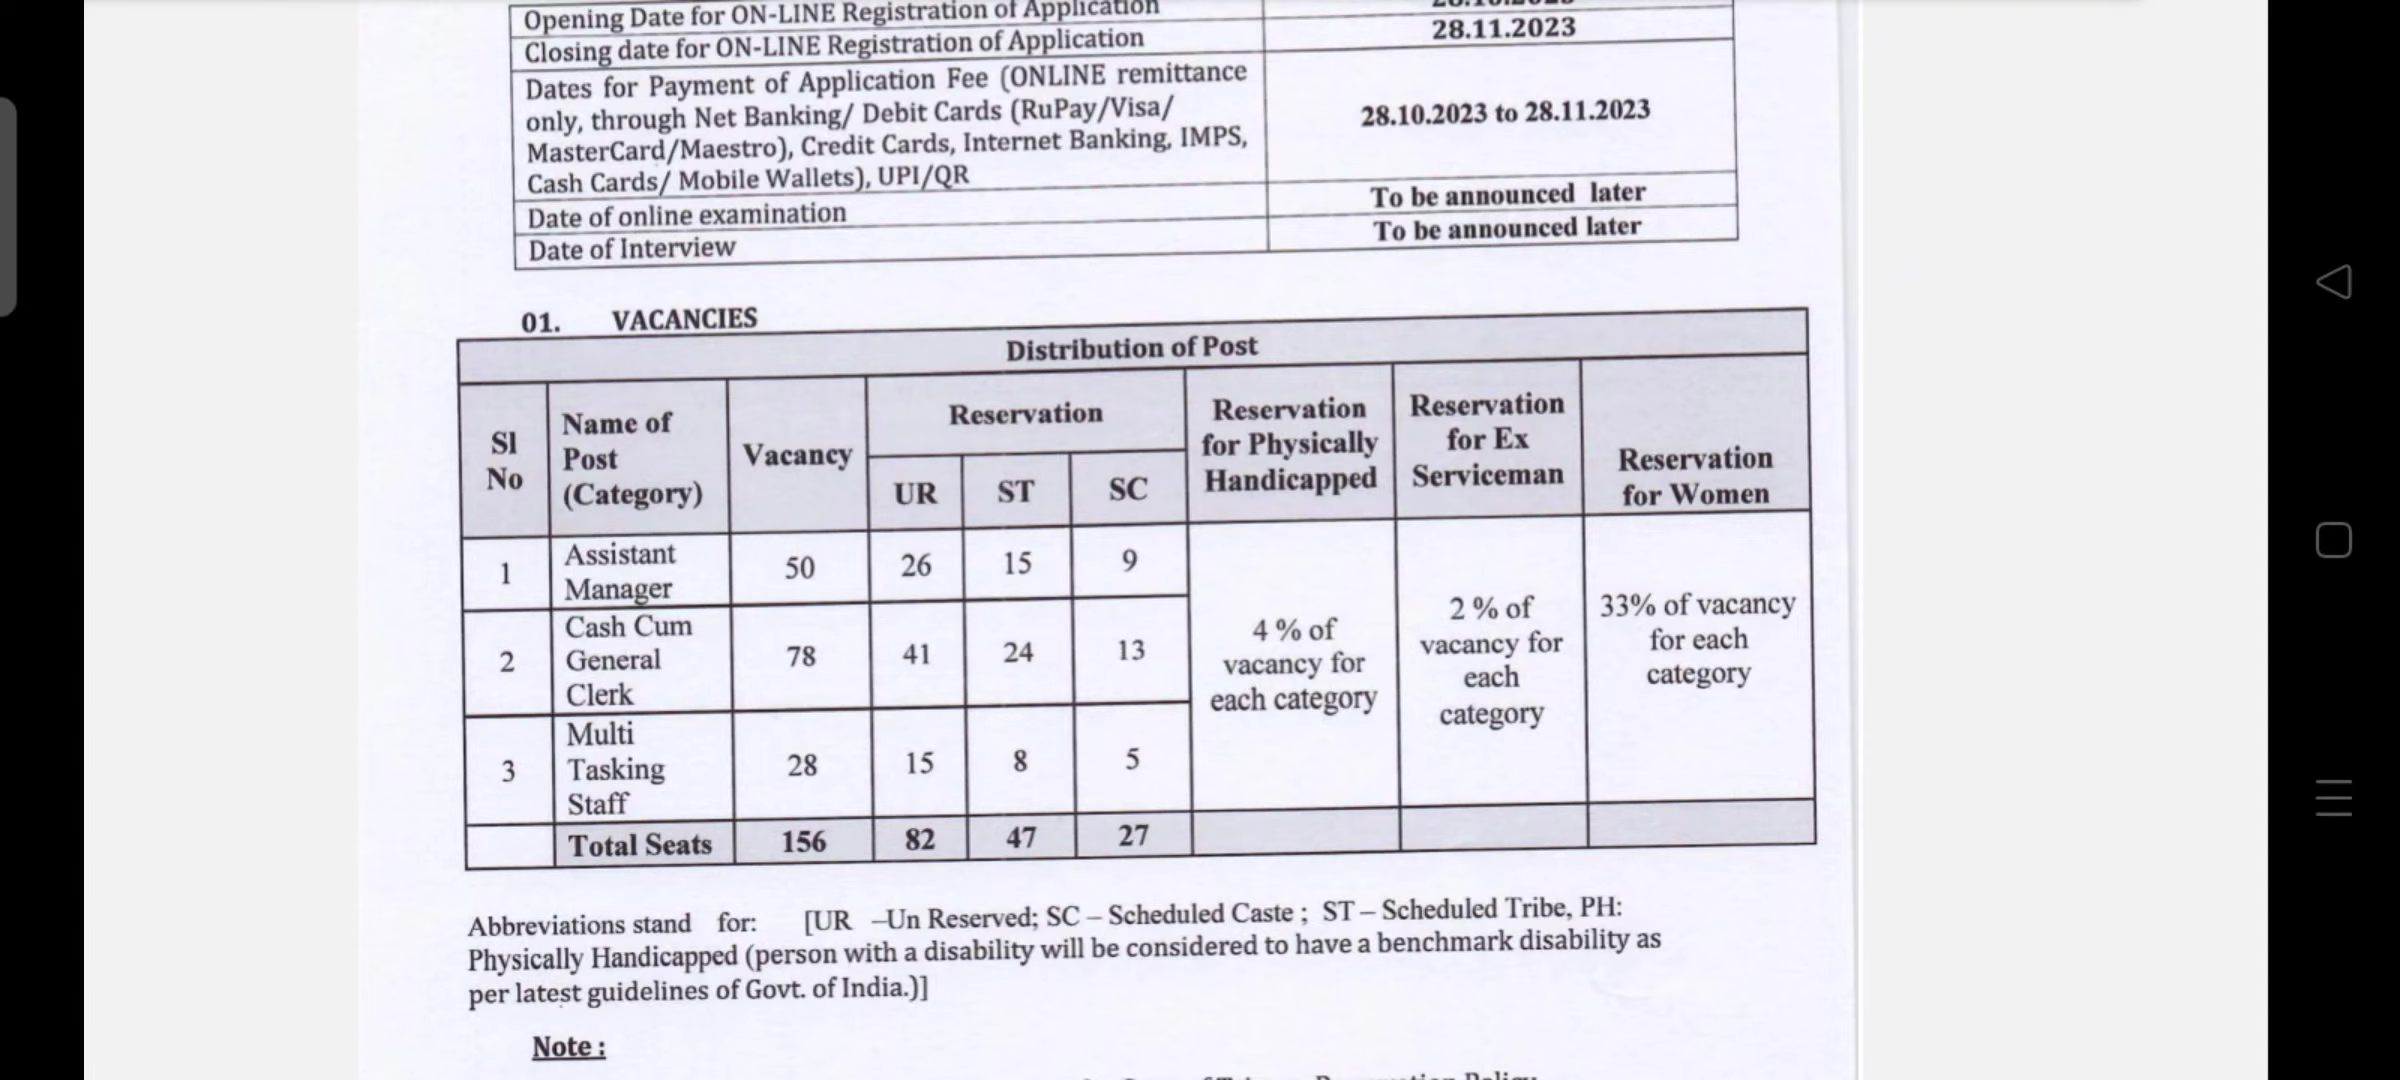 Opening Date for ON-LINE Registration of Application
Closing date for ON-LINE Registration of Application 28.11.2023
Dates for Payment of Application Fee (ONLINE remittance
only, through Net Banking/ Debit Cards (RuPay/Visa/
MasterCard/Maestro), Credit Cards, Internet Banking, IMPS,
Cash Cards/ Mobile Wallets), UPI/QR
28.10.2023 to 28.11.2023
Date of online examination To be announced later
Date of Interview To be announced later
01. VACANCIES
Distribution of Post
Sl
No
Name of
Post
(Category)
Vacancy
Reservation
UR ST SC
Reservation
for Physically
Handicapped
Reservation
for Ex
Serviceman
Reservation
for Women
1
Assistant
Manager
50 26 15 9
2
Cash Cum
General
Clerk
78 41 24 13
3
Multi
Tasking
Staff
28 15 8 5
4 % of
vacancy for
each category
2 % of
vacancy for
each
category
33% of vacancy
for each
category
Total Seats 156 82 47 27
Abbreviations stand for: [UR –Un Reserved; SC – Scheduled Caste ; ST – Scheduled Tribe, PH:
Physically Handicapped (person with a disability will be considered to have a benchmark disability as
per latest guidelines of Govt. of India.)]
Note :